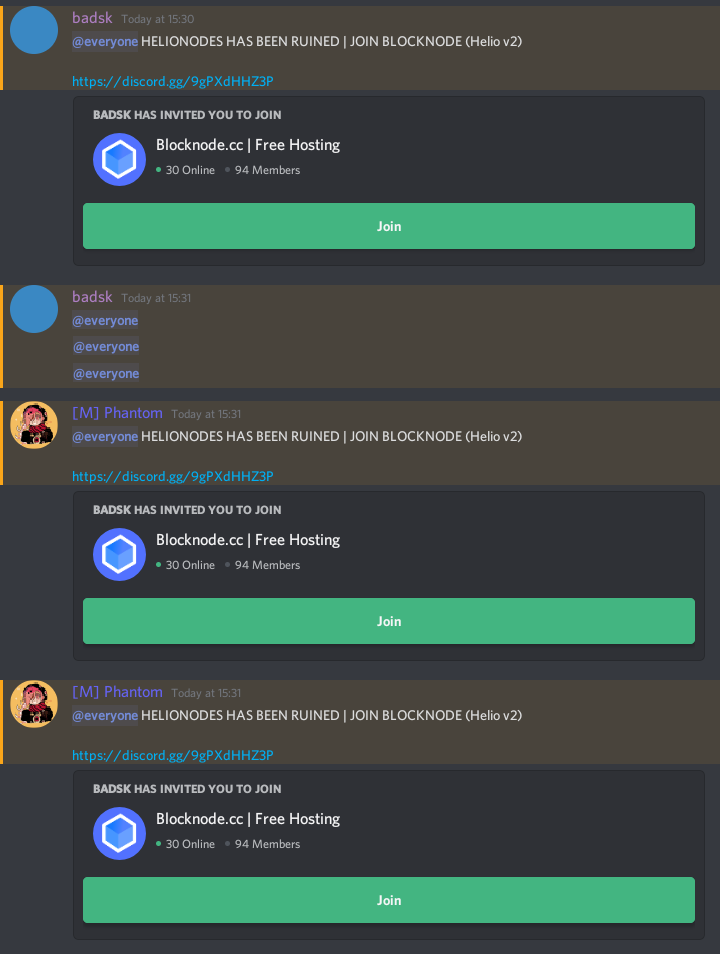 badsk Today at 15:30
@everyone HELIONODES HAS BEEN RUINED | JOIN BLOCKNODE (Helio v2)
https://discord.gg/9gPXdHHZ3P
BADSK HAS INVITED YOU TO JOIN
Blocknode.cc | Free Hosting
30 Online 94 Members
Join
badsk Today at 15:31
@everyone
@everyone
@everyone
[M] Phantom Today at 15:31
@everyone HELIONODES HAS BEEN RUINED | JOIN BLOCKNODE (Helio v2)
https://discord.gg/9gPXdHHZ3P
BADSK HAS INVITED YOU TO JOIN
Blocknode.cc | Free Hosting
30 Online 94 Members
Join
[M] Phantom Today at 15:31
@everyone HELIONODES HAS BEEN RUINED | JOIN BLOCKNODE (Helio v2)
https://discord.gg/9gPXdHHZ3P
BADSK HAS INVITED YOU TO JOIN
Blocknode.cc | Free Hosting
30 Online 94 Members
Join